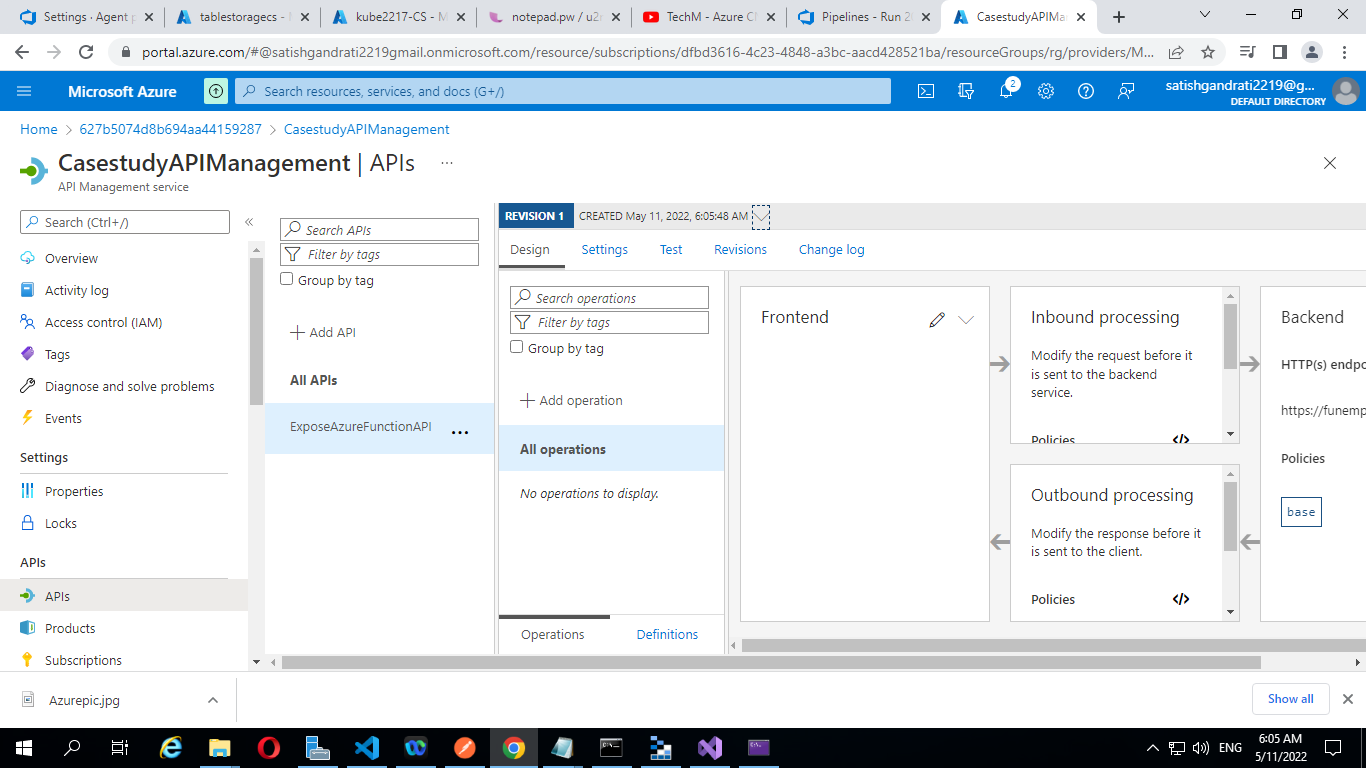 Settings · Agent p
tablestoragecs - M
kube2217-CS - M
notepad.pw / u2n
TechM - Azure Cl
Pipelines - Run 2
CasestudyAPIMa
portal.azure.com/#@satishgandrati2219gmail.onmicrosoft.com/resource/subscriptions/dfbd3616-4c23-4848-a3bc-aacd428521ba/resourceGroups/rg/providers/M...
Microsoft Azure
Search resources, services, and docs (G+/)
2
satishgandrati2219@g...
DEFAULT DIRECTORY
Home > 627b5074d8b694aa44159287 > CasestudyAPIManagement
CasestudyAPIManagement | APIs ...
API Management service
Search (Ctrl+/)
Overview
Activity log
Access control (IAM)
Tags
Diagnose and solve problems
Events
Settings
Properties
Locks
APIs
APIs
Products
Subscriptions
Search APIs
Filter by tags
Group by tag
+ Add API
All APIs
ExposeAzureFunctionAPI ...
REVISION 1 CREATED May 11, 2022, 6:05:48 AM
Design Settings Test Revisions Change log
Search operations
Filter by tags
Group by tag
+ Add operation
All operations
No operations to display.
Operations Definitions
Frontend
Inbound processing
Modify the request before it
is sent to the backend
service.
Policies </>
Outbound processing
Modify the response before it
is sent to the client.
Policies </>
Backend
HTTP(s) endpo
https://funemp
Policies
base
Azurepic.jpg
Show all
ENG
6:05 AM
5/11/2022